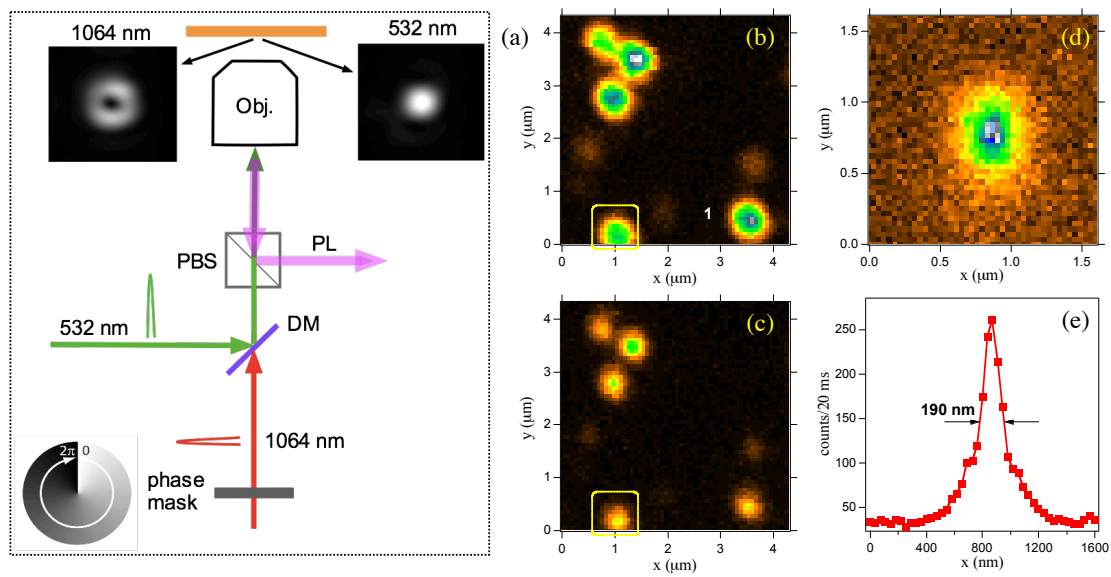 1064 nm
532 nm
Obj.
PBS
PL
532 nm
DM
1064 nm
2π
0
phase
mask
(a)
(b)
1
4
3
2
1
0
y (μm)
0
1
2
3
4
x (μm)
(c)
4
3
2
1
0
y (μm)
0
1
2
3
4
x (μm)
(d)
1.5
1.0
0.5
0.0
y (μm)
0.0
0.5
1.0
1.5
x (μm)
(e)
250
200
150
100
50
counts/20 ms
190 nm
0
400
800
1200
1600
x (nm)